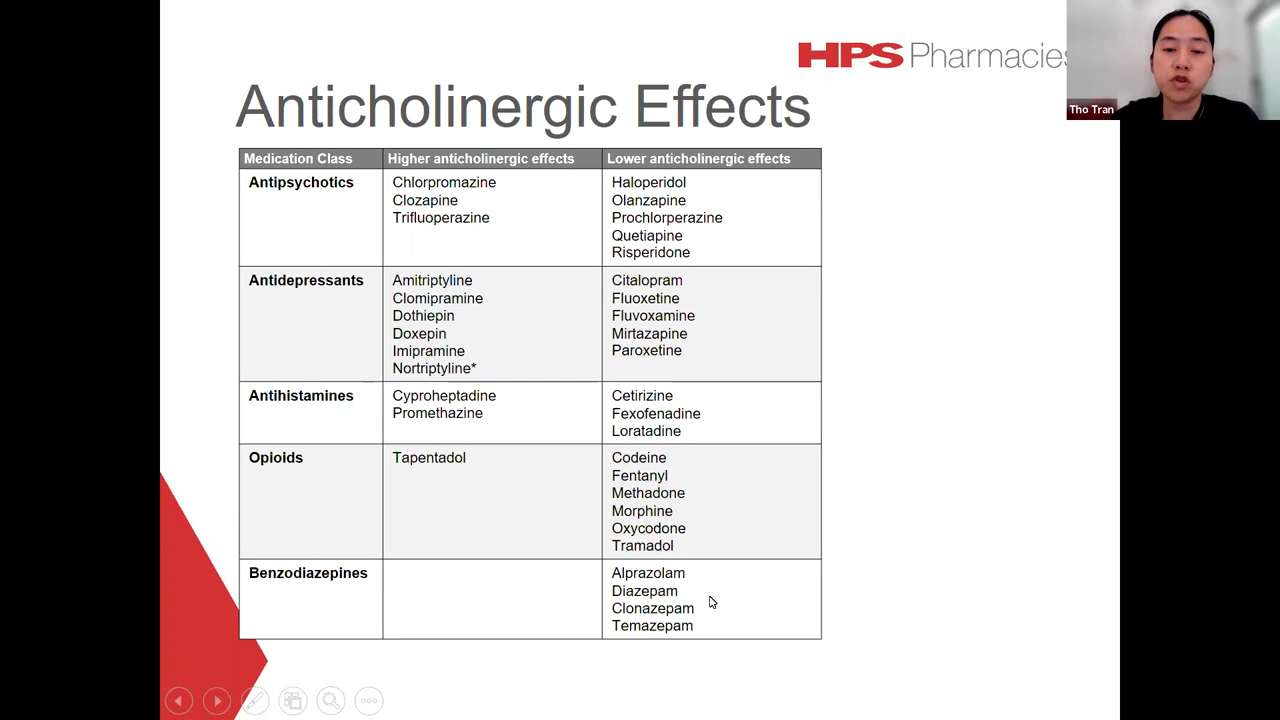 HPS Pharmacies
Tho Tran
Anticholinergic Effects
Medication Class Higher anticholinergic effects Lower anticholinergic effects
Antipsychotics
Chlorpromazine
Clozapine
Trifluoperazine
Haloperidol
Olanzapine
Prochlorperazine
Quetiapine
Risperidone
Antidepressants
Amitriptyline
Clomipramine
Dothiepin
Doxepin
Imipramine
Nortriptyline*
Citalopram
Fluoxetine
Fluvoxamine
Mirtazapine
Paroxetine
Antihistamines
Cyproheptadine
Promethazine
Cetirizine
Fexofenadine
Loratadine
Opioids
Tapentadol
Codeine
Fentanyl
Methadone
Morphine
Oxycodone
Tramadol
Benzodiazepines
Alprazolam
Diazepam
Clonazepam
Temazepam